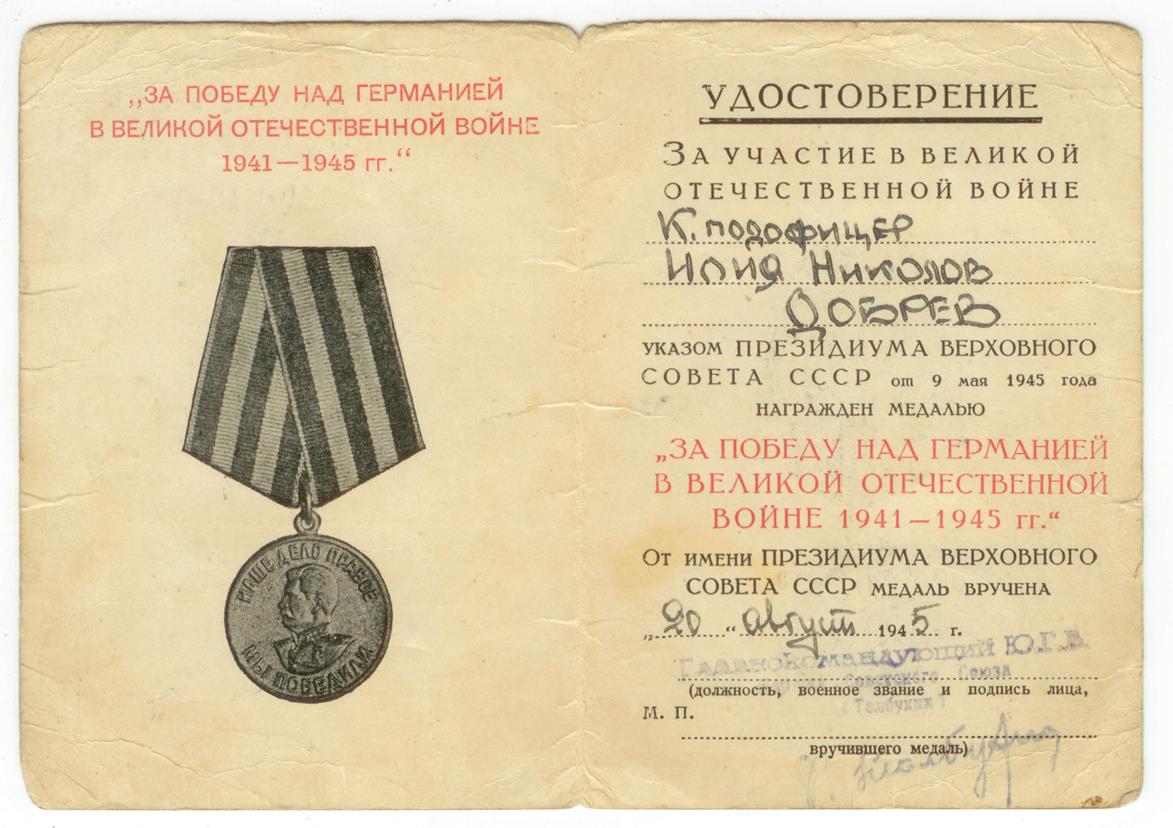 „ЗА ПОБЕДУ НАД ГЕРМАНИЕЙ
В ВЕЛИКОЙ ОТЕЧЕСТВЕННОЙ ВОЙНЕ
1941—1945 гг.“
НАШЕ ДЕЛО ПРАВОЕ
МЫ ПОБЕДИЛИ
УДОСТОВЕРЕНИЕ
ЗА УЧАСТИЕ В ВЕЛИКОЙ
ОТЕЧЕСТВЕННОЙ ВОЙНЕ
К. подофицер
Илия Николов
Добрев
УКАЗОМ ПРЕЗИДИУМА ВЕРХОВНОГО
СОВЕТА СССР от 9 мая 1945 года
НАГРАЖДЕН МЕДАЛЬЮ
„ЗА ПОБЕДУ НАД ГЕРМАНИЕЙ
В ВЕЛИКОЙ ОТЕЧЕСТВЕННОЙ
ВОЙНЕ 1941—1945 гг.“
ОТ ИМЕНИ ПРЕЗИДИУМА ВЕРХОВНОГО
СОВЕТА СССР МЕДАЛЬ ВРУЧЕНА
„20“ август 1945 г.
Главнокомандующий Ю.Г.В.
Советского Союза
(Толбухин)
(должность, военное звание и подпись лица,
М. П.
вручившего медаль)